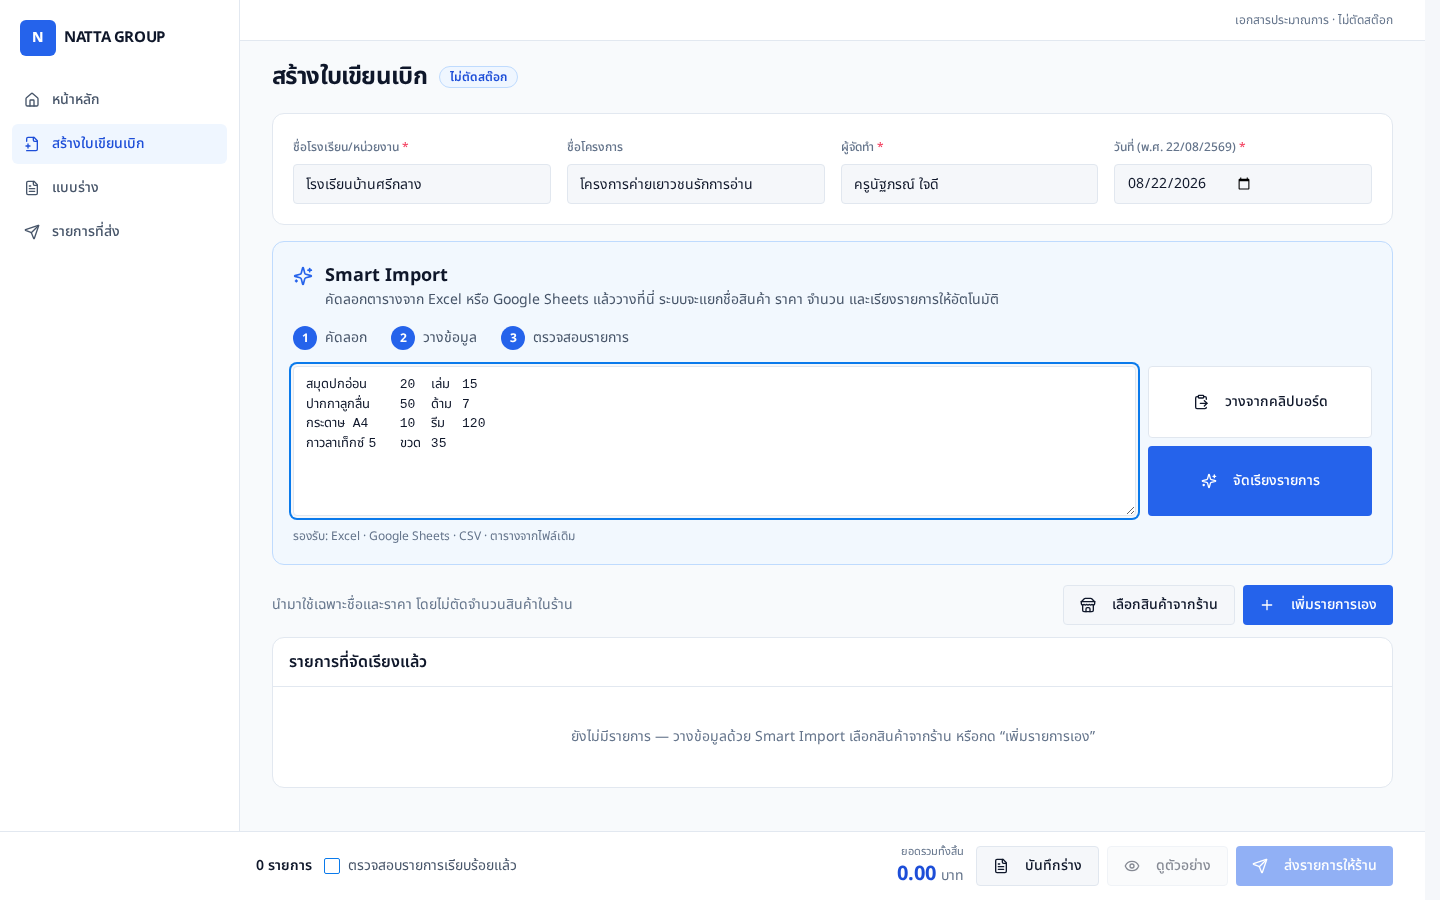 N NATTA GROUP
หน้าหลัก
สร้างใบเขียนเบิก
แบบร่าง
รายการที่ส่ง
เอกสารประมาณการ · ไม่ตัดสต๊อก
สร้างใบเขียนเบิก ไม่ตัดสต๊อก
ชื่อโรงเรียน/หน่วยงาน * ชื่อโครงการ ผู้จัดทำ * วันที่ (พ.ศ. 22/08/2569) *
โรงเรียนบ้านศรีกลาง โครงการค่ายเยาวชนรักการอ่าน ครูนัฐภรณ์ ใจดี 08/22/2026
Smart Import
คัดลอกตารางจาก Excel หรือ Google Sheets แล้ววางที่นี่ ระบบจะแยกชื่อสินค้า ราคา จำนวน และเรียงรายการให้อัตโนมัติ
1 คัดลอก 2 วางข้อมูล 3 ตรวจสอบรายการ
สมุดปกอ่อน 20 เล่ม 15
ปากกาลูกลื่น 50 ด้าม 7
กระดาษ A4 10 รีม 120
กาวลาเท็กซ์ 5 ขวด 35
วางจากคลิปบอร์ด
จัดเรียงรายการ
รองรับ: Excel · Google Sheets · CSV · ตารางจากไฟล์เดิม
นำมาใช้เฉพาะชื่อและราคา โดยไม่ตัดจำนวนสินค้าในร้าน เลือกสินค้าจากร้าน เพิ่มรายการเอง
รายการที่จัดเรียงแล้ว
ยังไม่มีรายการ — วางข้อมูลด้วย Smart Import เลือกสินค้าจากร้าน หรือกด “เพิ่มรายการเอง”
0 รายการ ตรวจสอบรายการเรียบร้อยแล้ว
ยอดรวมทั้งสิ้น
0.00 บาท
บันทึกร่าง ดูตัวอย่าง ส่งรายการให้ร้าน